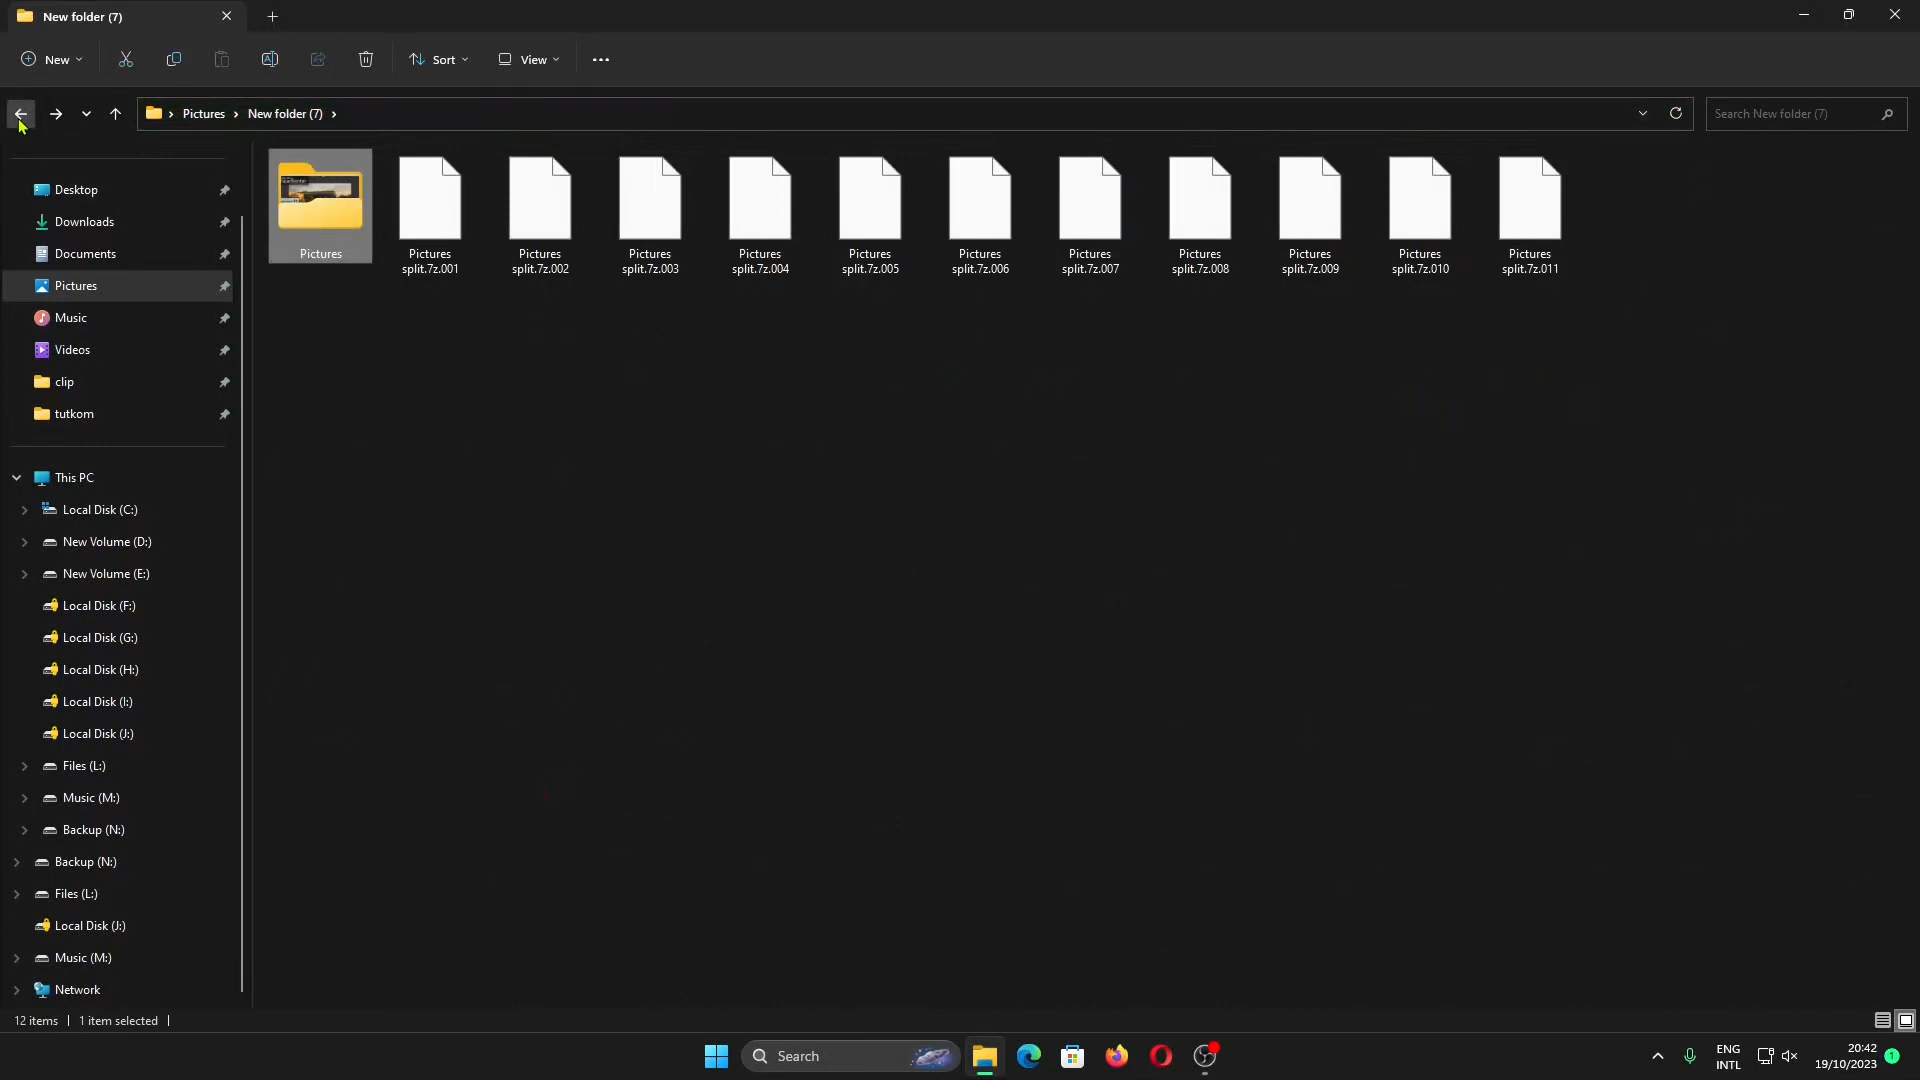 New folder (7)
New
Sort
View
Pictures
New folder (7)
Search New folder (7)
Desktop
Downloads
Documents
Pictures
Music
Videos
clip
tutkom
This PC
Local Disk (C:)
New Volume (D:)
New Volume (E:)
Local Disk (F:)
Local Disk (G:)
Local Disk (H:)
Local Disk (I:)
Local Disk (J:)
Files (L:)
Music (M:)
Backup (N:)
Backup (N:)
Files (L:)
Local Disk (J:)
Music (M:)
Network
Pictures
Pictures
split.7z.001
Pictures
split.7z.002
Pictures
split.7z.003
Pictures
split.7z.004
Pictures
split.7z.005
Pictures
split.7z.006
Pictures
split.7z.007
Pictures
split.7z.008
Pictures
split.7z.009
Pictures
split.7z.010
Pictures
split.7z.011
12 items
1 item selected
Search
ENG
INTL
20:42
19/10/2023
1